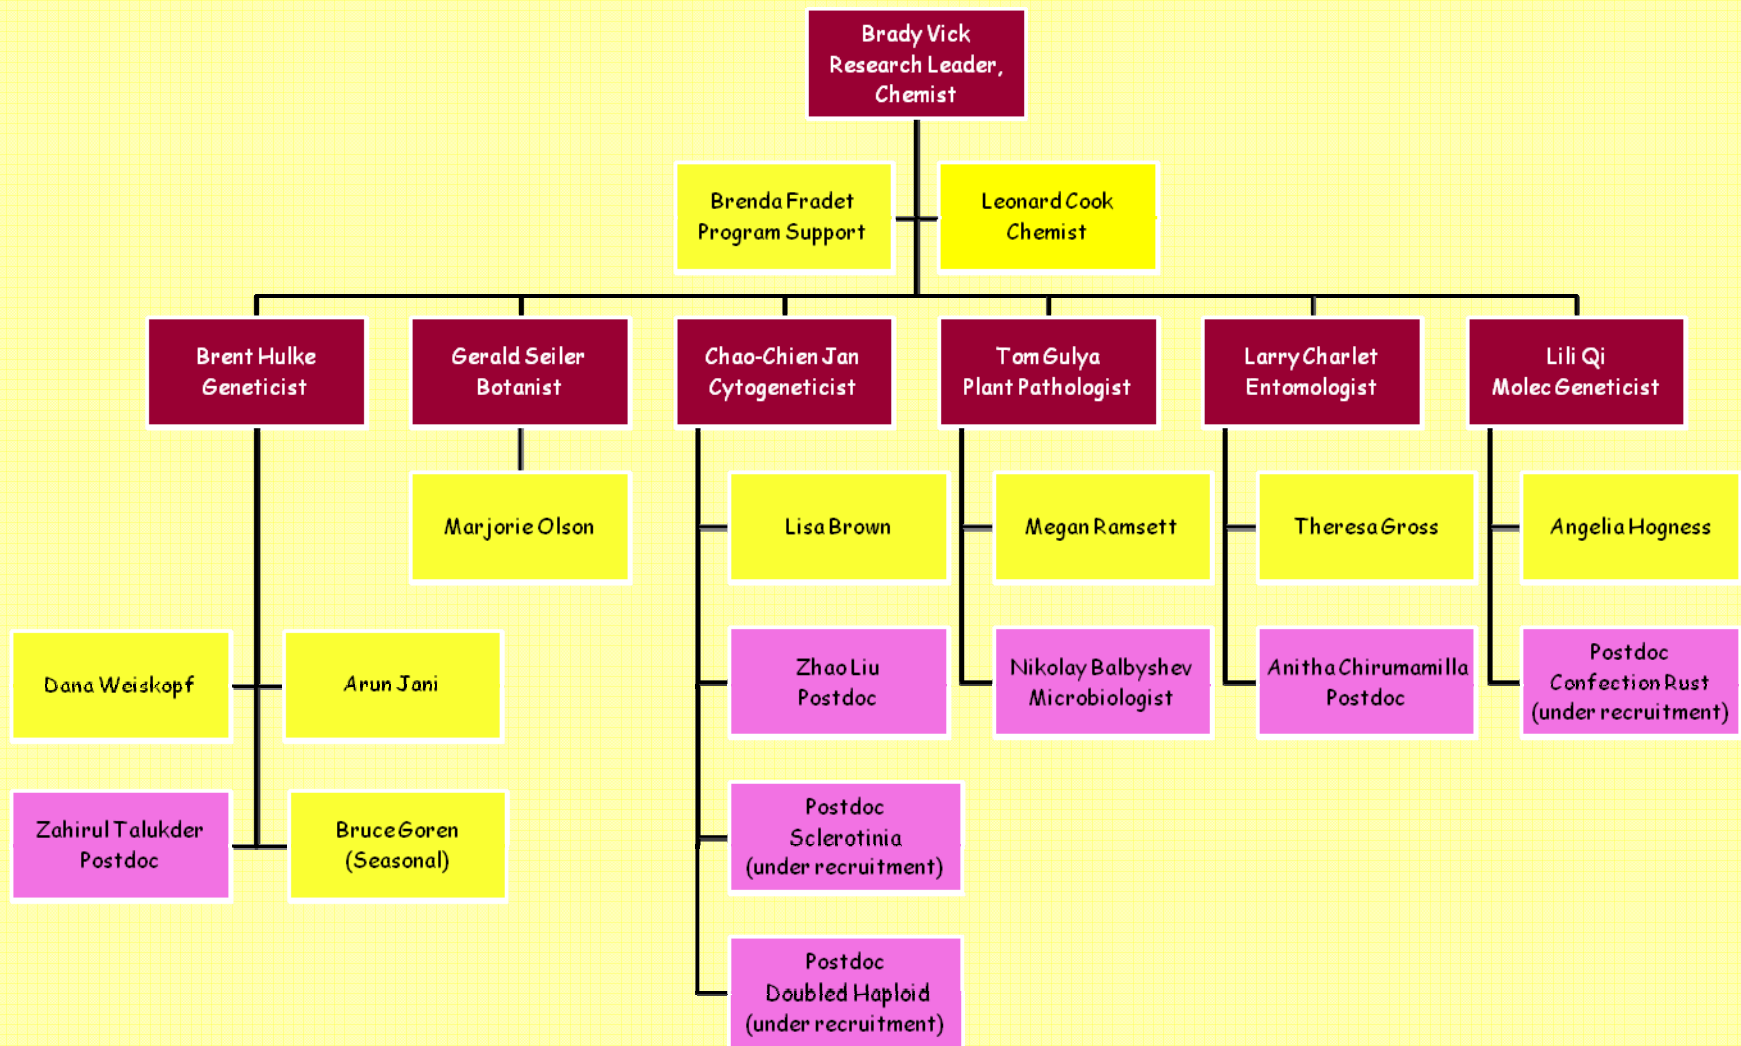 Brady Vick
Research Leader,
Chemist
Brenda Fradet
Program Support
Leonard Cook
Chemist
Brent Hulke
Geneticist
Gerald Seiler
Botanist
Chao-Chien Jan
Cytogeneticist
Tom Gulya
Plant Pathologist
Larry Charlet
Entomologist
Lili Qi
Molec Geneticist
Marjorie Olson
Lisa Brown
Megan Ramsett
Theresa Gross
Angelia Hogness
Dana Weiskopf
Arun Jani
Zhao Liu
Postdoc
Nikolay Balbyshev
Microbiologist
Anitha Chirumamilla
Postdoc
Postdoc
Confection Rust
(under recruitment)
Zahirul Talukder
Postdoc
Bruce Goren
(Seasonal)
Postdoc
Sclerotinia
(under recruitment)
Postdoc
Doubled Haploid
(under recruitment)